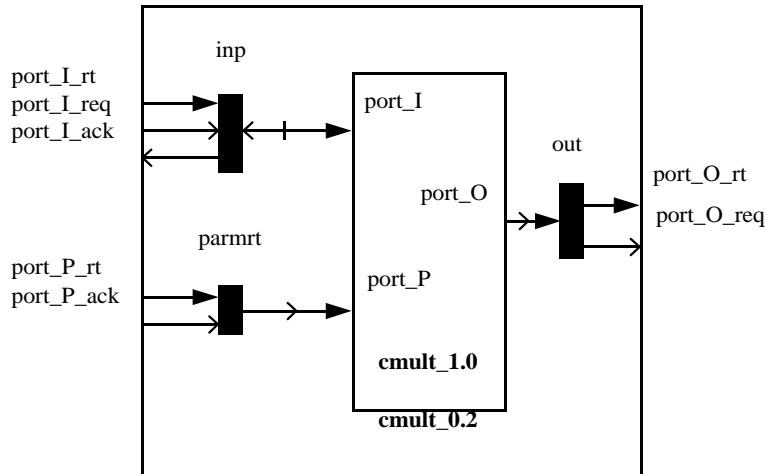 inp
port_I_rt
port_I_req
port_I_ack
port_I
out
port_O
port_O_rt
port_O_req
parmrt
port_P_rt
port_P_ack
port_P
cmult_1.0
cmult_0.2